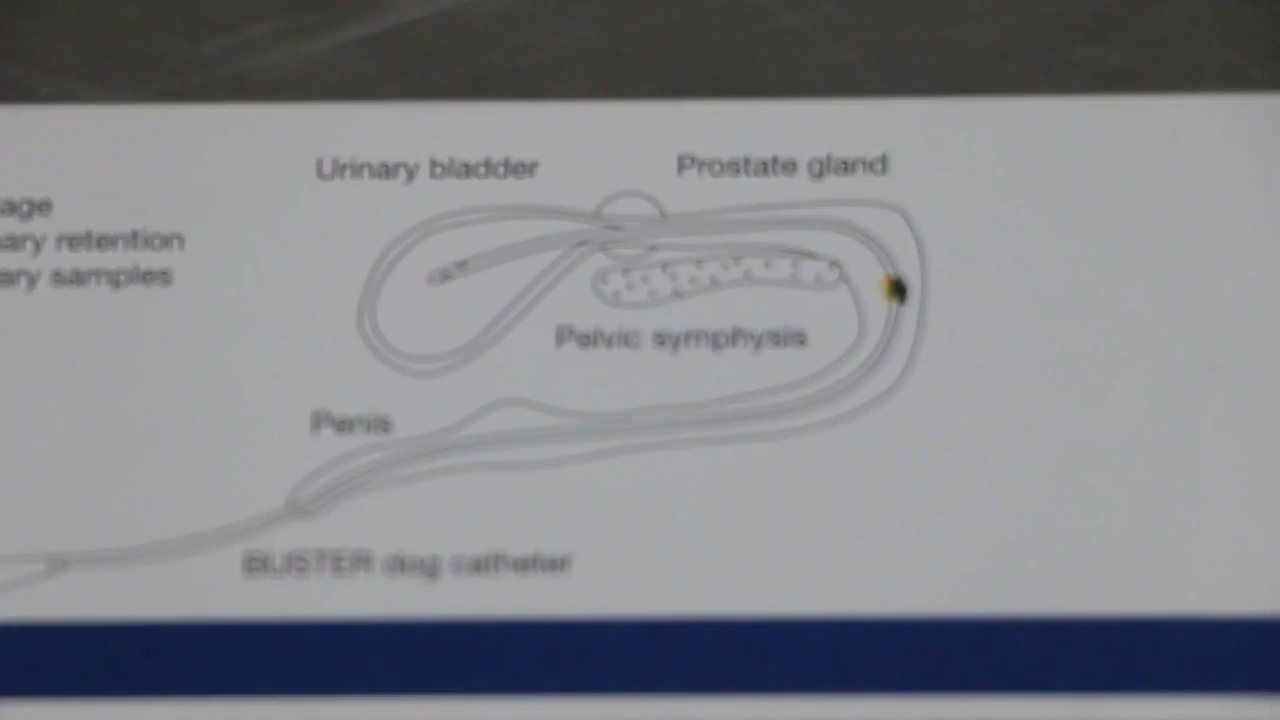 Urinary bladder
Prostate gland
age
ary retention
ary samples
Pelvic symphysis
Penis
BUSTER dog catheter